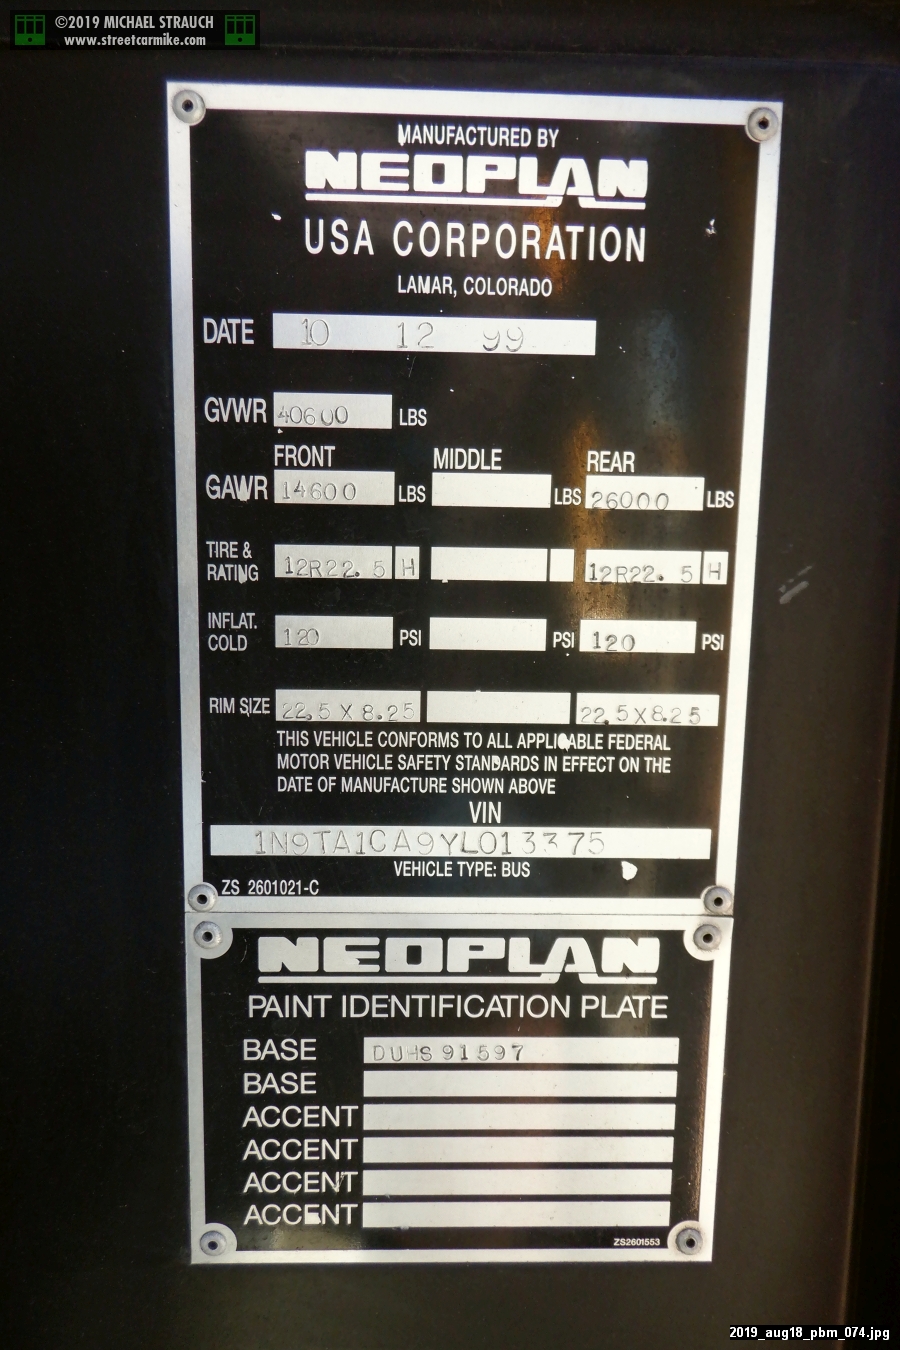 ©2019 MICHAEL STRAUCH
www.streetcarmike.com
MANUFACTURED BY
NEOPLAN
USA CORPORATION
LAMAR, COLORADO
DATE 10 12 99
GVWR 40600 LBS
FRONT MIDDLE REAR
GAWR 14600 LBS LBS 26000 LBS
TIRE &
RATING 12R22.5 H 12R22.5 H
INFLAT.
COLD 120 PSI PSI 120 PSI
RIM SIZE 22.5 X 8.25 22.5X8.25
THIS VEHICLE CONFORMS TO ALL APPLICABLE FEDERAL
MOTOR VEHICLE SAFETY STANDARDS IN EFFECT ON THE
DATE OF MANUFACTURE SHOWN ABOVE
VIN
1N9TA1CA9YL013375
VEHICLE TYPE: BUS
ZS 2601021-C
NEOPLAN
PAINT IDENTIFICATION PLATE
BASE DUHS91597
BASE
ACCENT
ACCENT
ACCENT
ACCENT
ZS2601553
2019_aug18_pbm_074.jpg